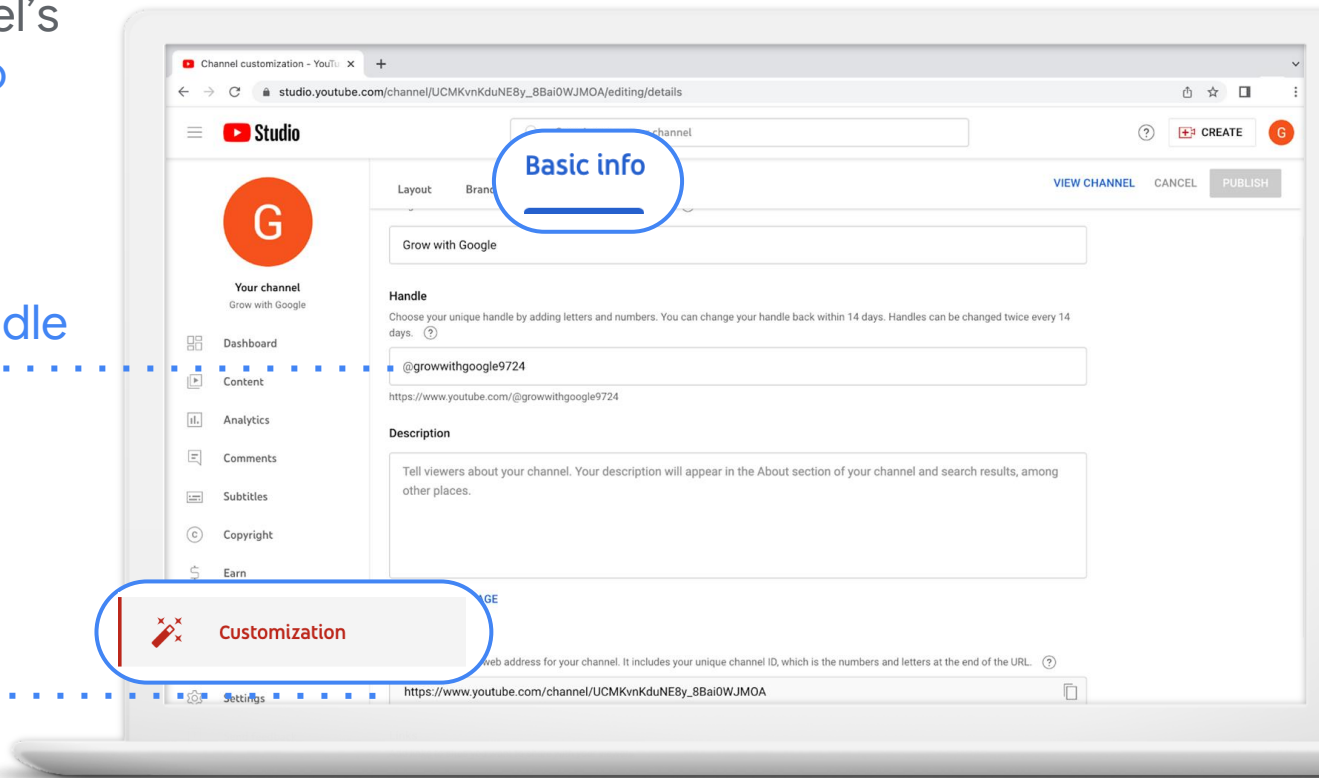 el's
Channel customization - YouTu
studio.youtube.com/channel/UCMKvnKduNE8y_8Bai0WJMOA/editing/details
Studio
channel
CREATE
G
Basic info
Layout
Brand
VIEW CHANNEL
CANCEL
PUBLISH
G
Grow with Google
Your channel
Grow with Google
Handle
Choose your unique handle by adding letters and numbers. You can change your handle back within 14 days. Handles can be changed twice every 14
days.
dle
@growwithgoogle9724
https://www.youtube.com/@growwithgoogle9724
Dashboard
Content
Analytics
Comments
Subtitles
Copyright
Earn
Description
Tell viewers about your channel. Your description will appear in the About section of your channel and search results, among
other places.
AGE
Customization
web address for your channel. It includes your unique channel ID, which is the numbers and letters at the end of the URL.
Settings
https://www.youtube.com/channel/UCMKvnKduNE8y_8Bai0WJMOA